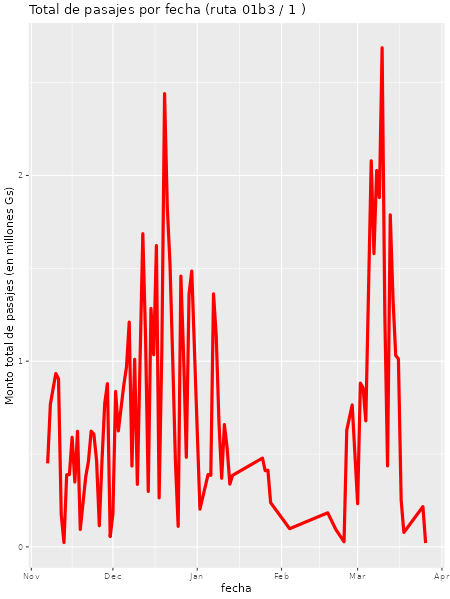 Total de pasajes por fecha (ruta 01b3 / 1 )
Monto total de pasajes (en millones Gs)
2
1
0
Nov Dec Jan Feb Mar Apr
fecha